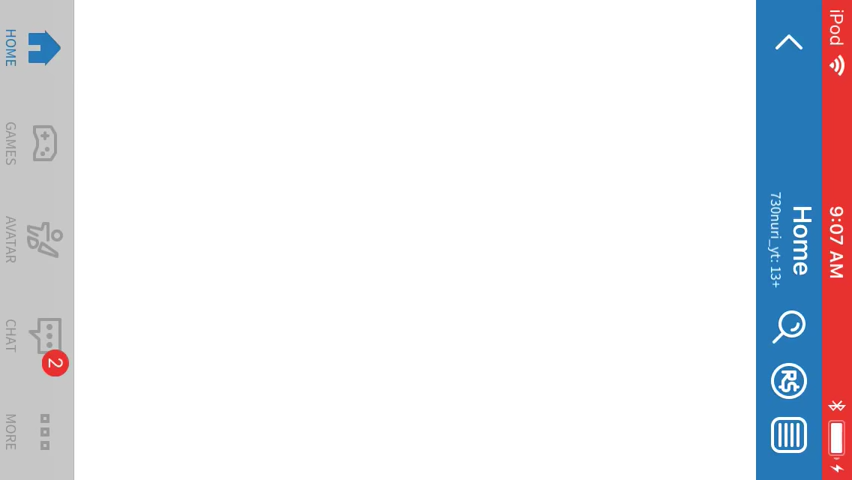 iPod 9:07 AM
Home
730nuri_yt: 13+
R$
HOME GAMES AVATAR CHAT MORE
2